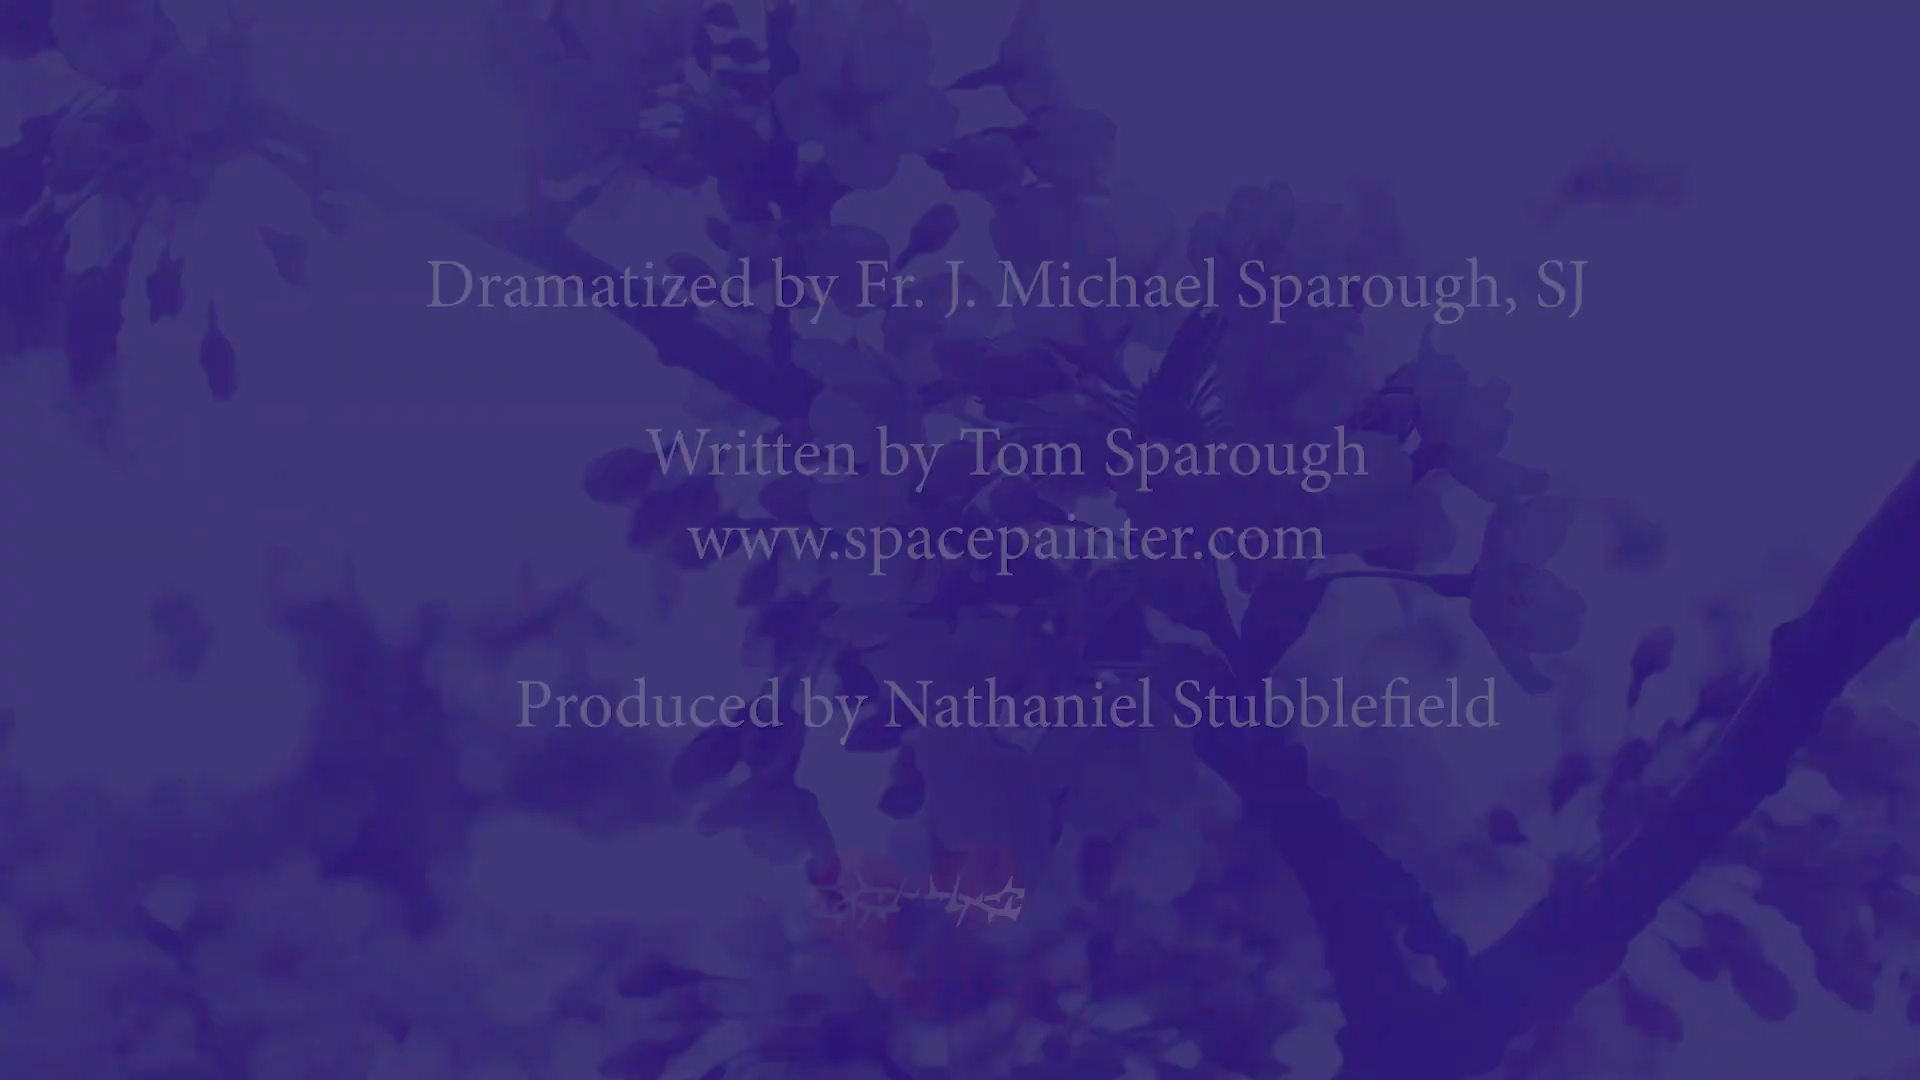 Dramatized by Fr. J. Michael Sparough, SJ
Written by Tom Sparough
www.spacepainter.com
Produced by Nathaniel Stubblefield